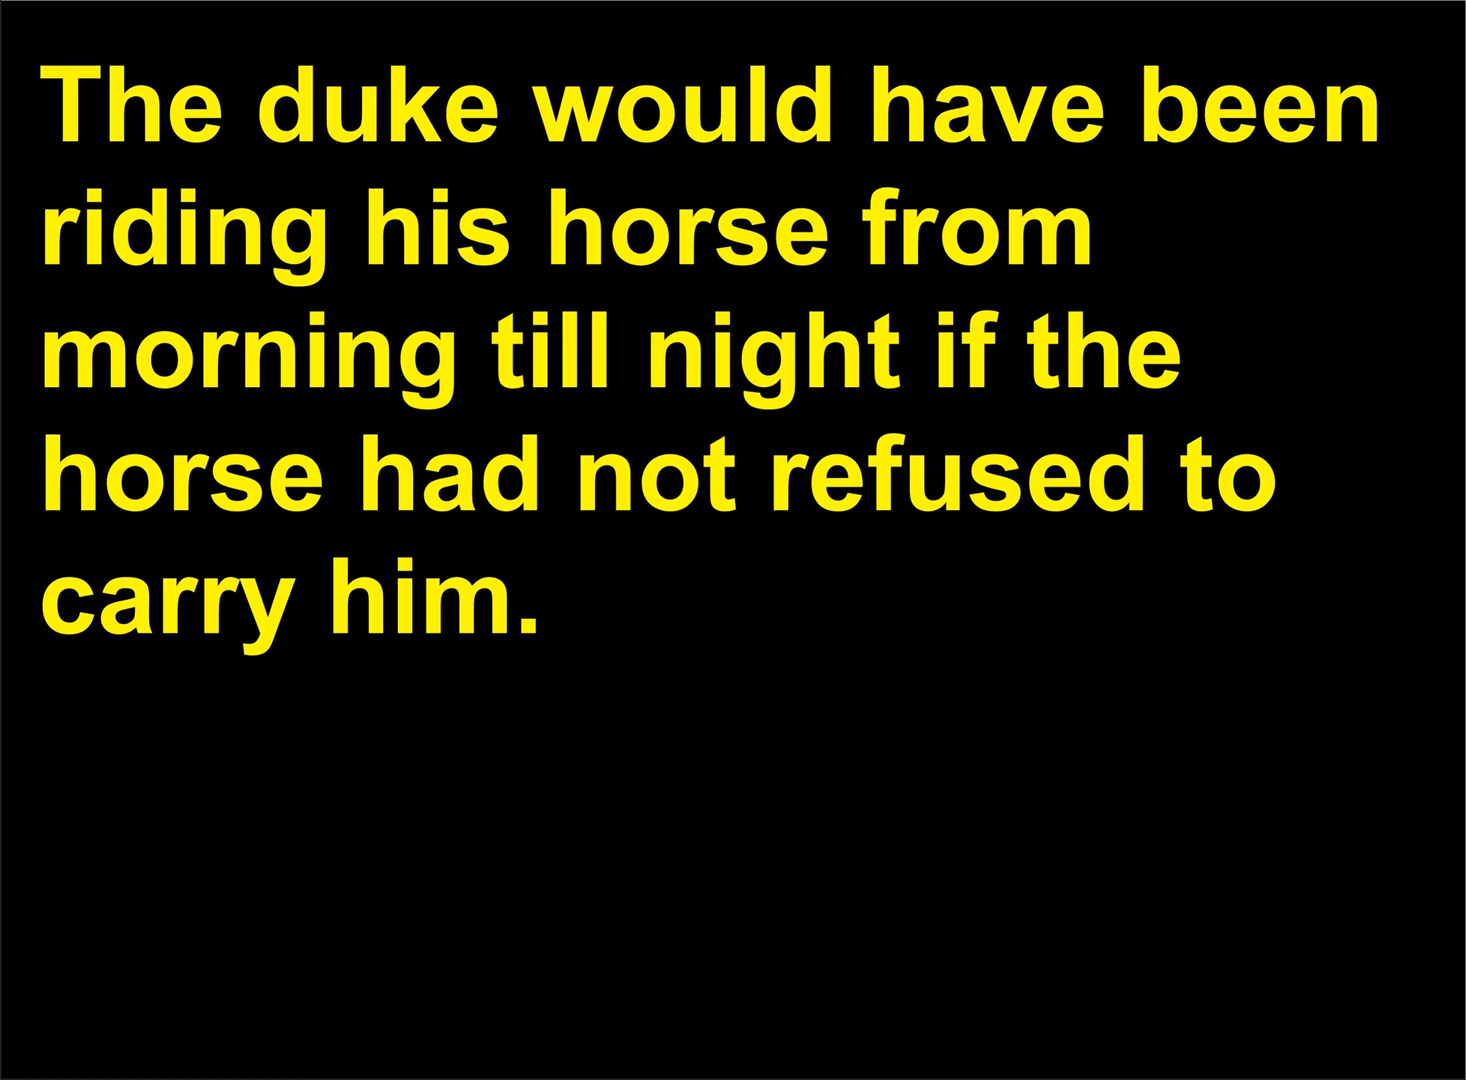 The duke would have been
riding his horse from
morning till night if the
horse had not refused to
carry him.